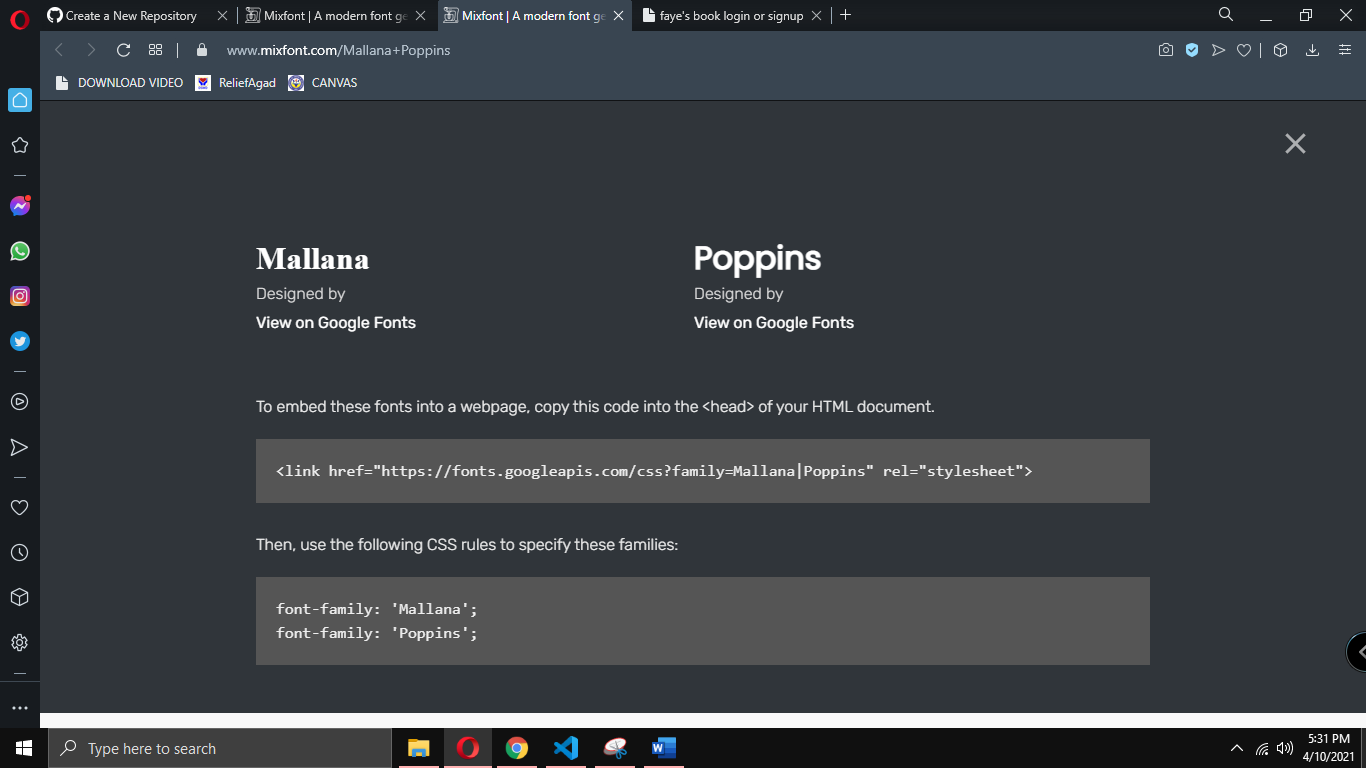 Create a New Repository
Mixfont | A modern font ge
Mixfont | A modern font ge
faye's book login or signup
www.mixfont.com/Mallana+Poppins
DOWNLOAD VIDEO
ReliefAgad
CANVAS
Mallana
Designed by
View on Google Fonts
Poppins
Designed by
View on Google Fonts
To embed these fonts into a webpage, copy this code into the <head> of your HTML document.
<link href="https://fonts.googleapis.com/css?family=Mallana|Poppins" rel="stylesheet">
Then, use the following CSS rules to specify these families:
font-family: 'Mallana';
font-family: 'Poppins';
Type here to search
5:31 PM
4/10/2021